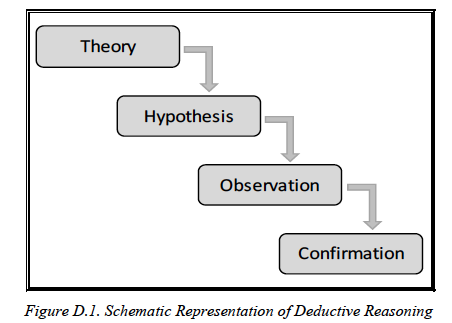 Theory
Hypothesis
Observation
Confirmation
Figure D.1. Schematic Representation of Deductive Reasoning